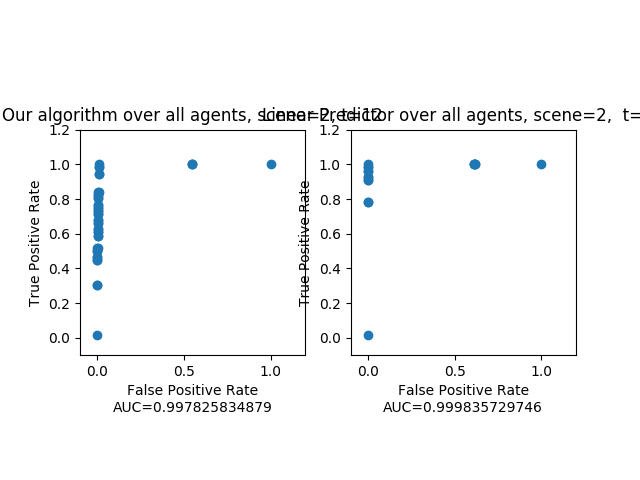 Our algorithm over all agents, scene=2, t=12
Linear Predictor over all agents, scene=2,  t=
1.2
1.0
0.8
0.6
0.4
0.2
0.0
True Positive Rate
0.0 0.5 1.0
False Positive Rate
AUC=0.997825834879
1.2
1.0
0.8
0.6
0.4
0.2
0.0
True Positive Rate
0.0 0.5 1.0
False Positive Rate
AUC=0.999835729746